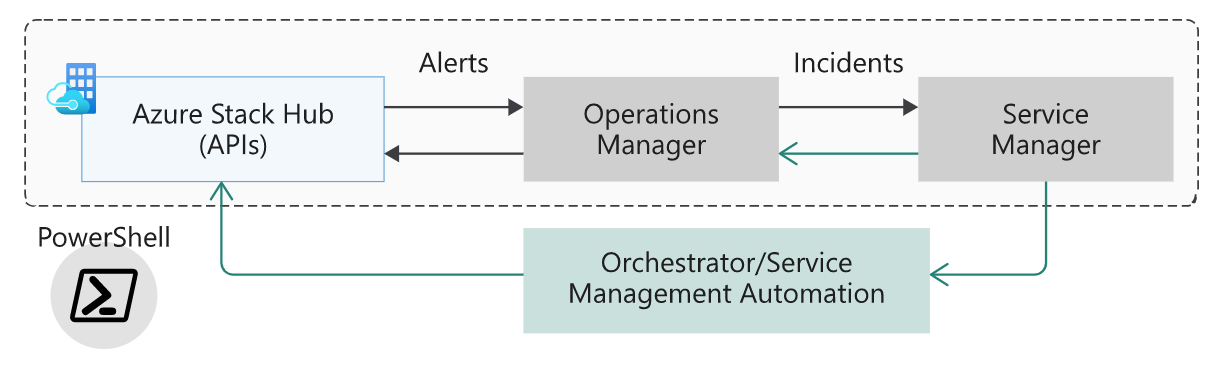 Alerts
Incidents
Azure Stack Hub
(APIs)
Operations
Manager
Service
Manager
PowerShell
Orchestrator/Service
Management Automation